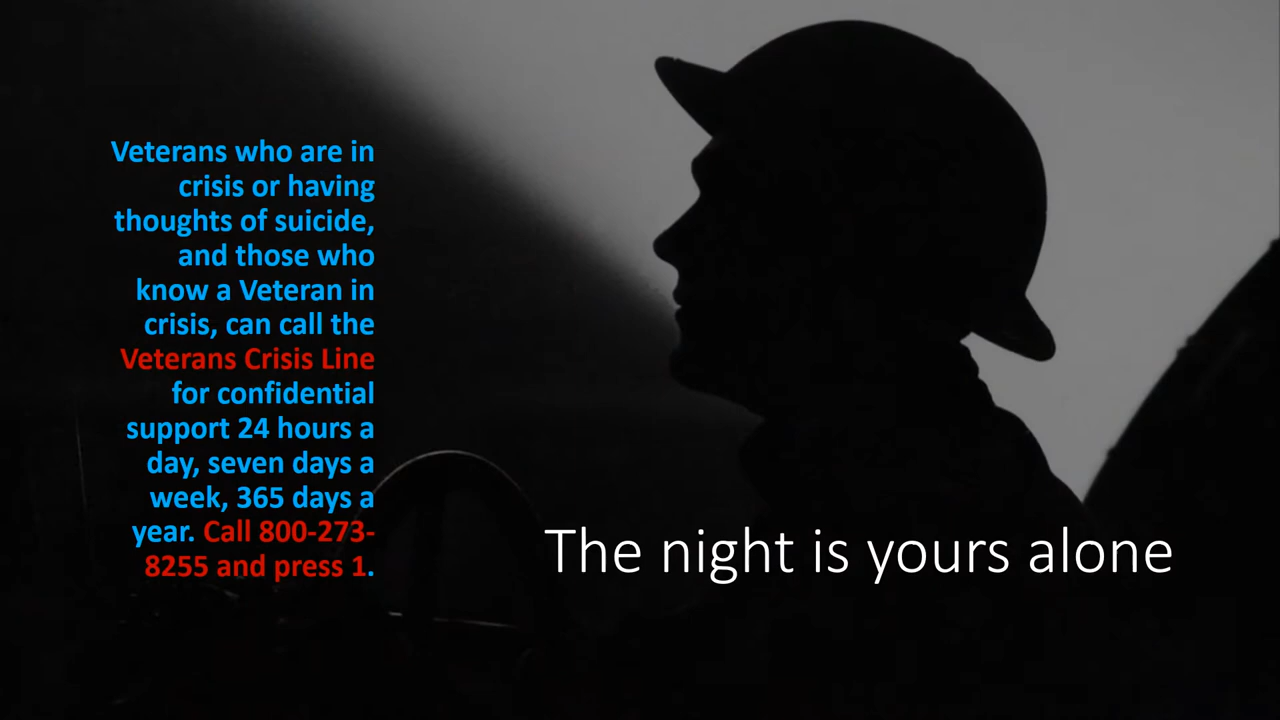 Veterans who are in
crisis or having
thoughts of suicide,
and those who
know a Veteran in
crisis, can call the
Veterans Crisis Line
for confidential
support 24 hours a
day, seven days a
week, 365 days a
year. Call 800-273-
8255 and press 1.
The night is yours alone